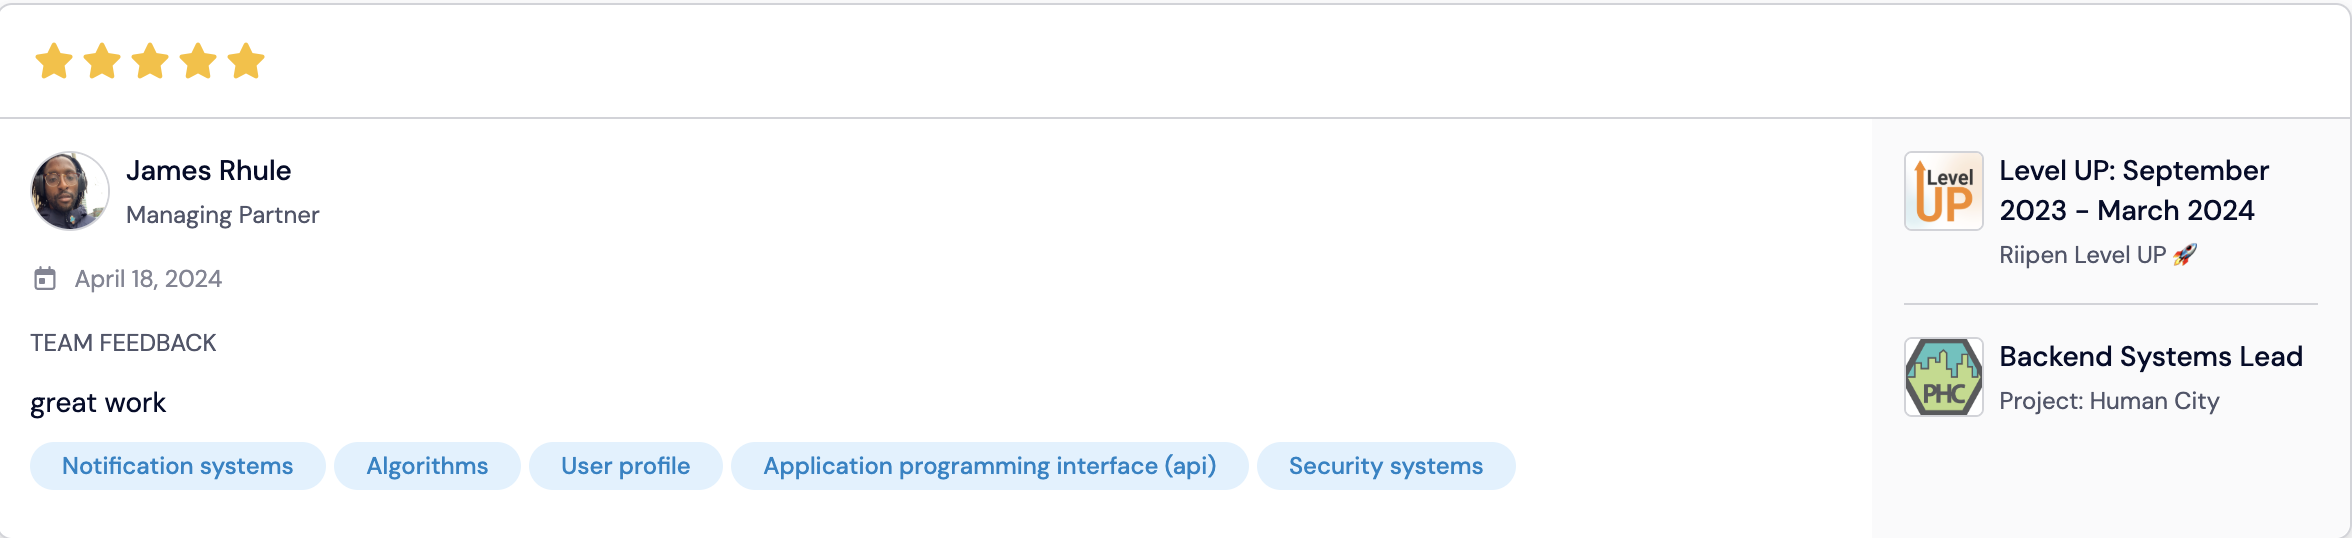 James Rhule
Managing Partner
April 18, 2024
TEAM FEEDBACK
great work
Notification systems
Algorithms
User profile
Application programming interface (api)
Security systems
Level
UP
Level UP: September
2023 - March 2024
Riipen Level UP 🚀
PHC
Backend Systems Lead
Project: Human City